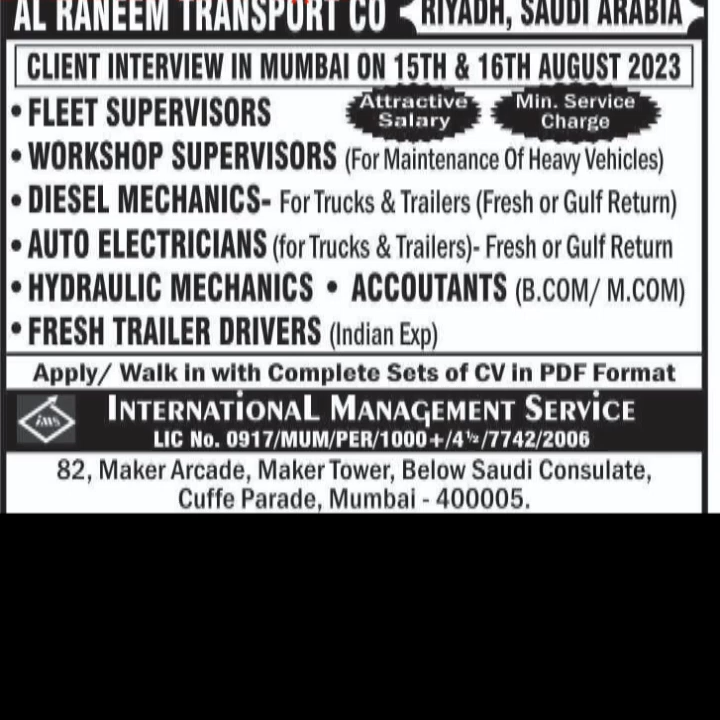 AL RANEEM TRANSPORT CO RIYADH, SAUDI ARABIA
CLIENT INTERVIEW IN MUMBAI ON 15TH & 16TH AUGUST 2023
• FLEET SUPERVISORS Attractive Salary Min. Service Charge
• WORKSHOP SUPERVISORS (For Maintenance Of Heavy Vehicles)
• DIESEL MECHANICS- For Trucks & Trailers (Fresh or Gulf Return)
• AUTO ELECTRICIANS (for Trucks & Trailers)- Fresh or Gulf Return
• HYDRAULIC MECHANICS • ACCOUTANTS (B.COM/ M.COM)
• FRESH TRAILER DRIVERS (Indian Exp)
Apply/ Walk in with Complete Sets of CV in PDF Format
ims INTERNATIONAL MANAGEMENT SERVICE
LIC No. 0917/MUM/PER/1000+/4½/7742/2006
82, Maker Arcade, Maker Tower, Below Saudi Consulate,
Cuffe Parade, Mumbai - 400005.